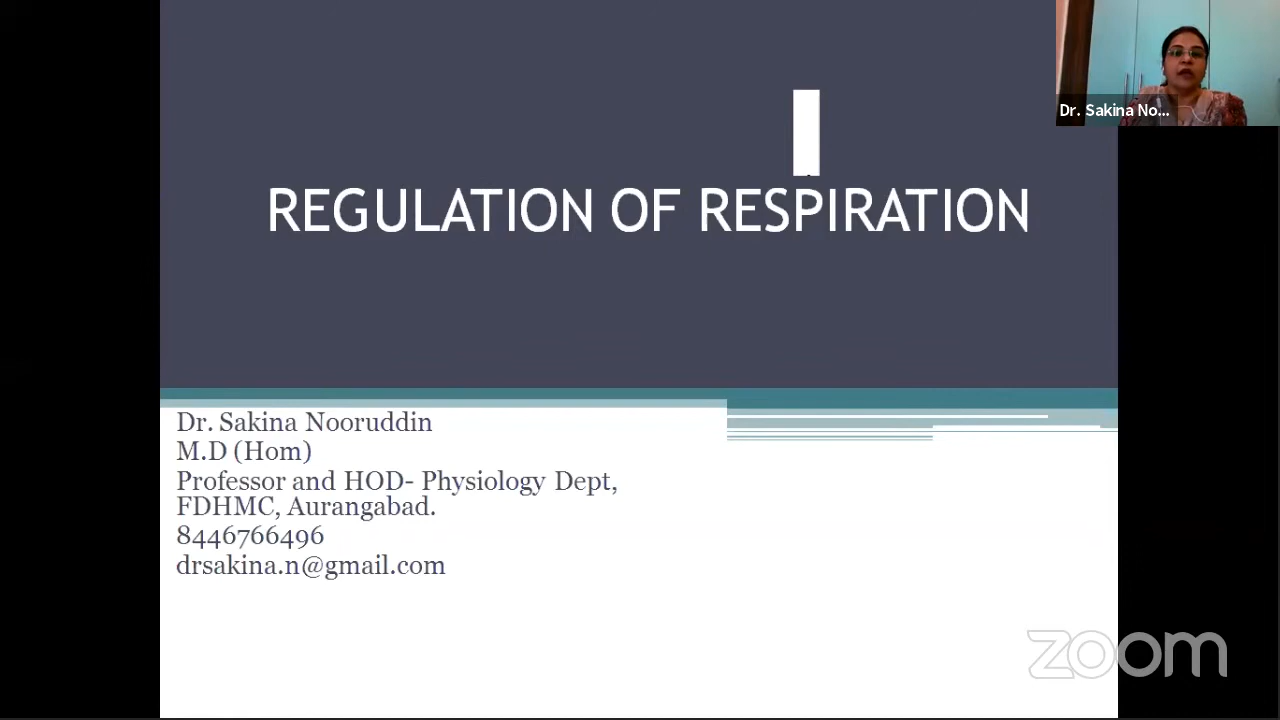 Dr. Sakina No...
REGULATION OF RESPIRATION
Dr. Sakina Nooruddin
M.D (Hom)
Professor and HOD- Physiology Dept,
FDHMC, Aurangabad.
8446766496
drsakina.n@gmail.com
zoom